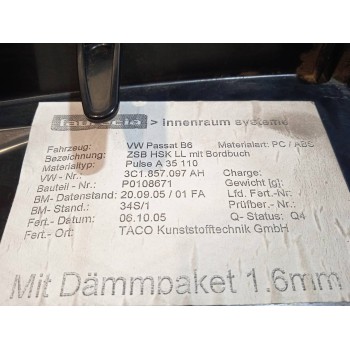 faurecia > Innenraum systeme
Fahrzeug: VW Passat B6 Materialart: PC / ABS
Bezeichnung: ZSB HSK LL mit Bordbuch
Materialtyp: Pulse A 35 110
VW - Nr.: 3C1.857.097 AH Charge:
Bauteil - Nr.: P0108671 Gewicht [g]:
BM - Datenstand: 20.09.05 / 01 FA Lfd. Fert.-Nr.:
BM- Stand.: 34S/1 Prüfber.- Nr.:
Fert.- Datum: 06.10.05 Q- Status: Q4
Fert.- Ort: TACO Kunststofftechnik GmbH
Mit Dämmpaket 1.6mm